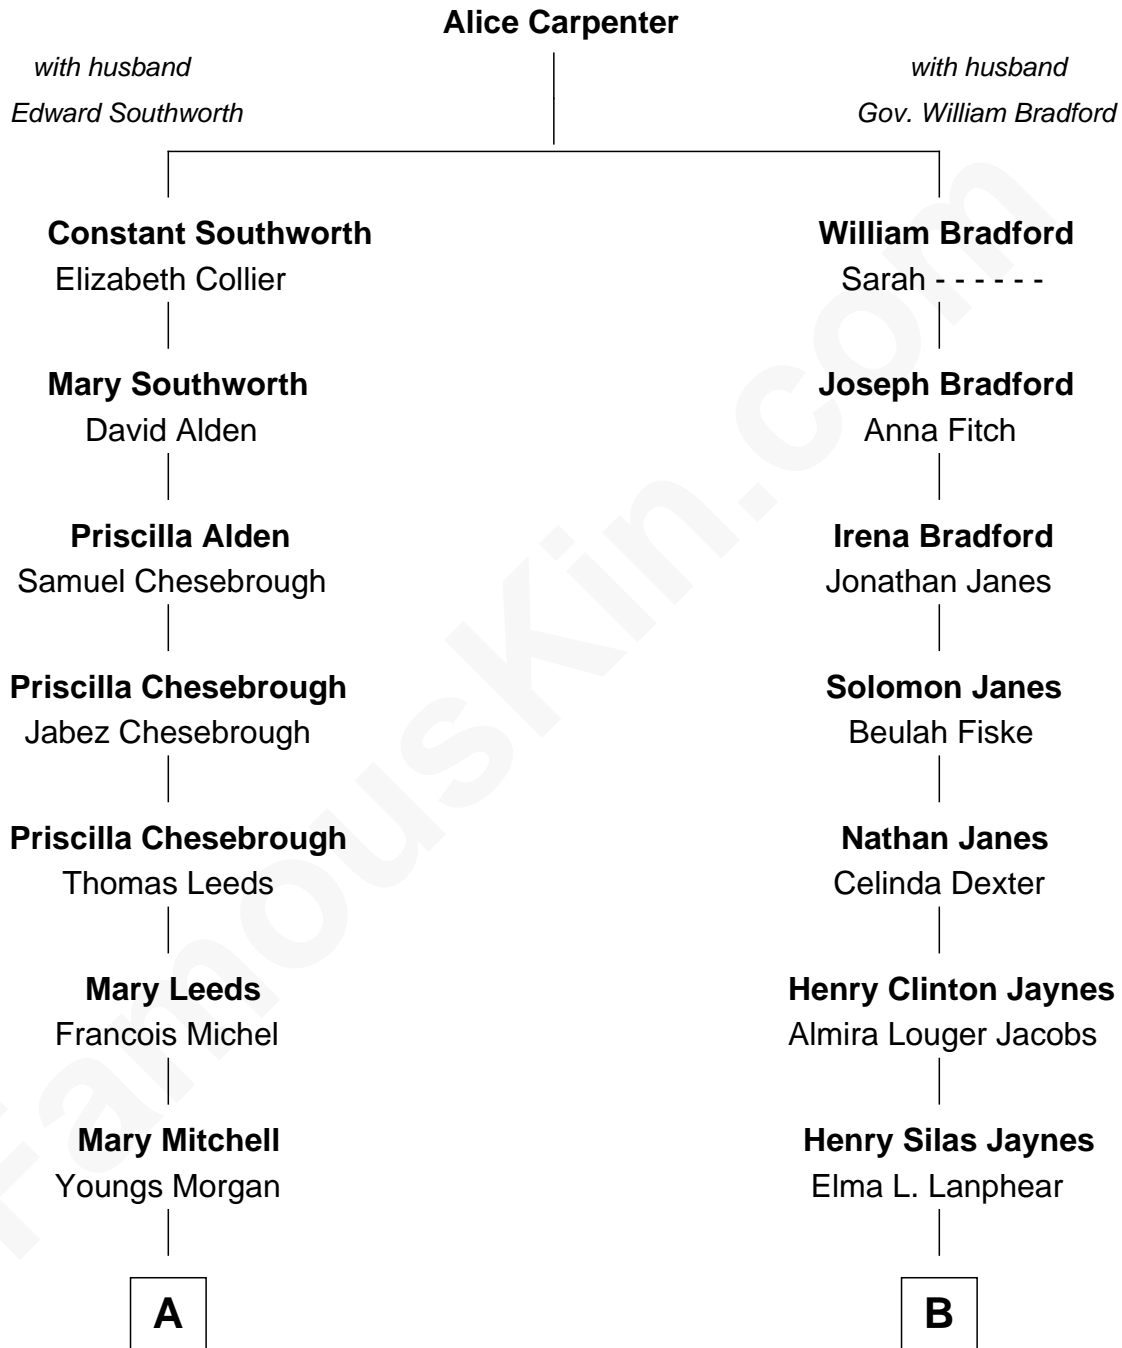 Alice Carpenter
with husband
Edward Southworth
with husband
Gov. William Bradford
Constant Southworth
Elizabeth Collier
William Bradford
Sarah - - - - - -
Mary Southworth
David Alden
Joseph Bradford
Anna Fitch
Priscilla Alden
Samuel Chesebrough
Irena Bradford
Jonathan Janes
Priscilla Chesebrough
Jabez Chesebrough
Solomon Janes
Beulah Fiske
Priscilla Chesebrough
Thomas Leeds
Nathan Janes
Celinda Dexter
Mary Leeds
Francois Michel
Henry Clinton Jaynes
Almira Louger Jacobs
Mary Mitchell
Youngs Morgan
Henry Silas Jaynes
Elma L. Lanphear
A
B
FamousKin.com